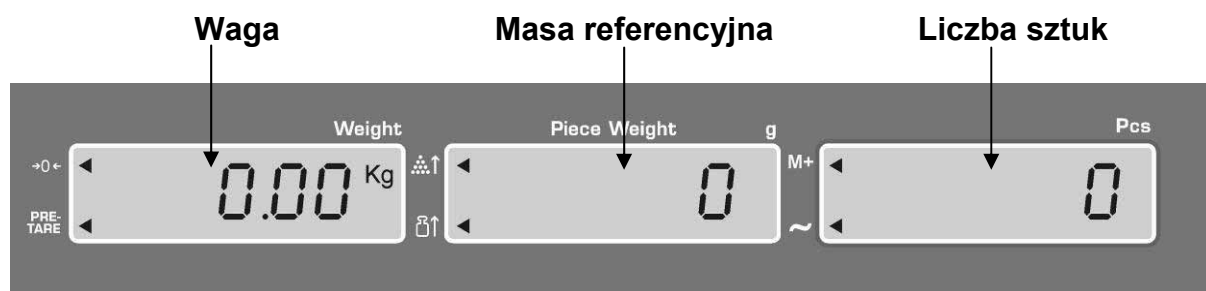 Waga Masa referencyjna Liczba sztuk
Weight Piece Weight g Pcs
→0← 0.00 Kg 0 M+ 0
PRE-
TARE ~